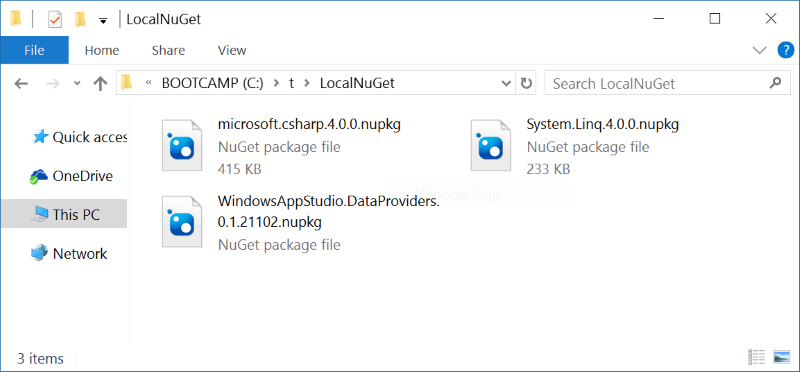 LocalNuGet
File Home Share View
« BOOTCAMP (C:) › t › LocalNuGet
Search LocalNuGet
Quick acces
OneDrive
This PC
Network
microsoft.csharp.4.0.0.nupkg
NuGet package file
415 KB
System.Linq.4.0.0.nupkg
NuGet package file
233 KB
WindowsAppStudio.DataProviders.
0.1.21102.nupkg
NuGet package file
Window Snip
3 items